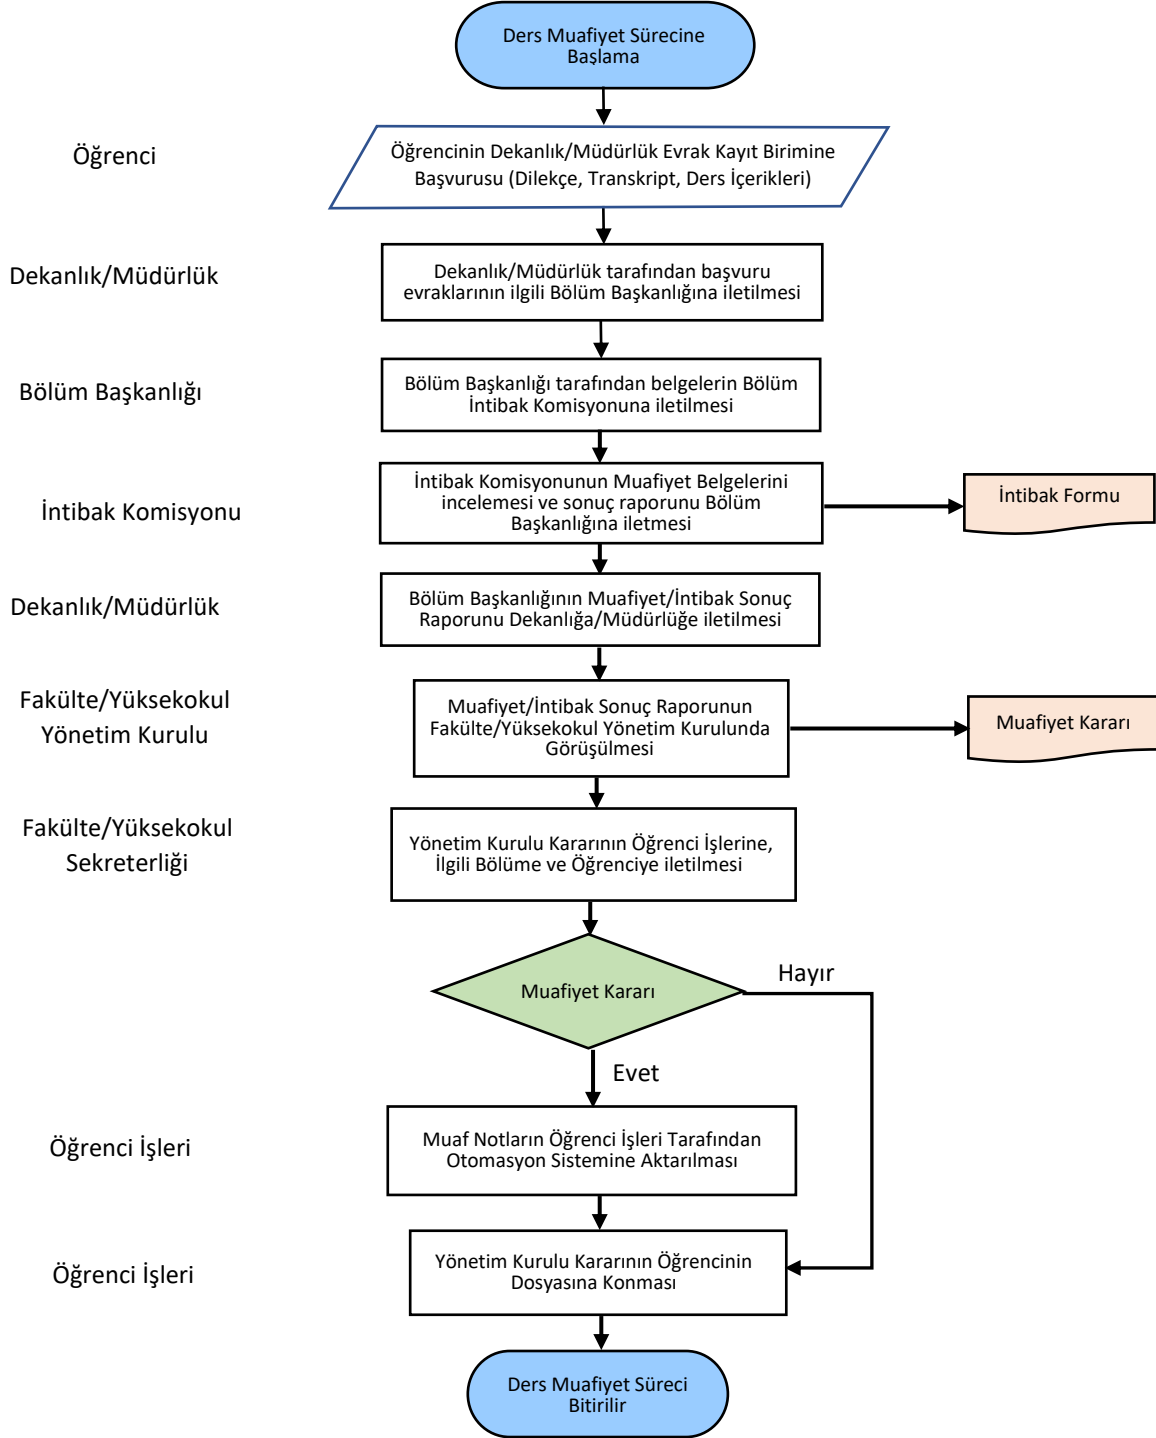 Ders Muafiyet Sürecine
Başlama
Öğrenci
Öğrencinin Dekanlık/Müdürlük Evrak Kayıt Birimine
Başvurusu (Dilekçe, Transkript, Ders İçerikleri)
Dekanlık/Müdürlük
Dekanlık/Müdürlük tarafından başvuru
evraklarının ilgili Bölüm Başkanlığına iletilmesi
Bölüm Başkanlığı
Bölüm Başkanlığı tarafından belgelerin Bölüm
İntibak Komisyonuna iletilmesi
İntibak Komisyonu
İntibak Komisyonunun Muafiyet Belgelerini
incelemesi ve sonuç raporunu Bölüm
Başkanlığına iletmesi
İntibak Formu
Dekanlık/Müdürlük
Bölüm Başkanlığının Muafiyet/İntibak Sonuç
Raporunu Dekanlığa/Müdürlüğe iletilmesi
Fakülte/Yüksekokul
Yönetim Kurulu
Muafiyet/İntibak Sonuç Raporunun
Fakülte/Yüksekokul Yönetim Kurulunda
Görüşülmesi
Muafiyet Kararı
Fakülte/Yüksekokul
Sekreterliği
Yönetim Kurulu Kararının Öğrenci İşlerine,
İlgili Bölüme ve Öğrenciye iletilmesi
Muafiyet Kararı
Hayır
Evet
Öğrenci İşleri
Muaf Notların Öğrenci İşleri Tarafından
Otomasyon Sistemine Aktarılması
Öğrenci İşleri
Yönetim Kurulu Kararının Öğrencinin
Dosyasına Konması
Ders Muafiyet Süreci
Bitirilir